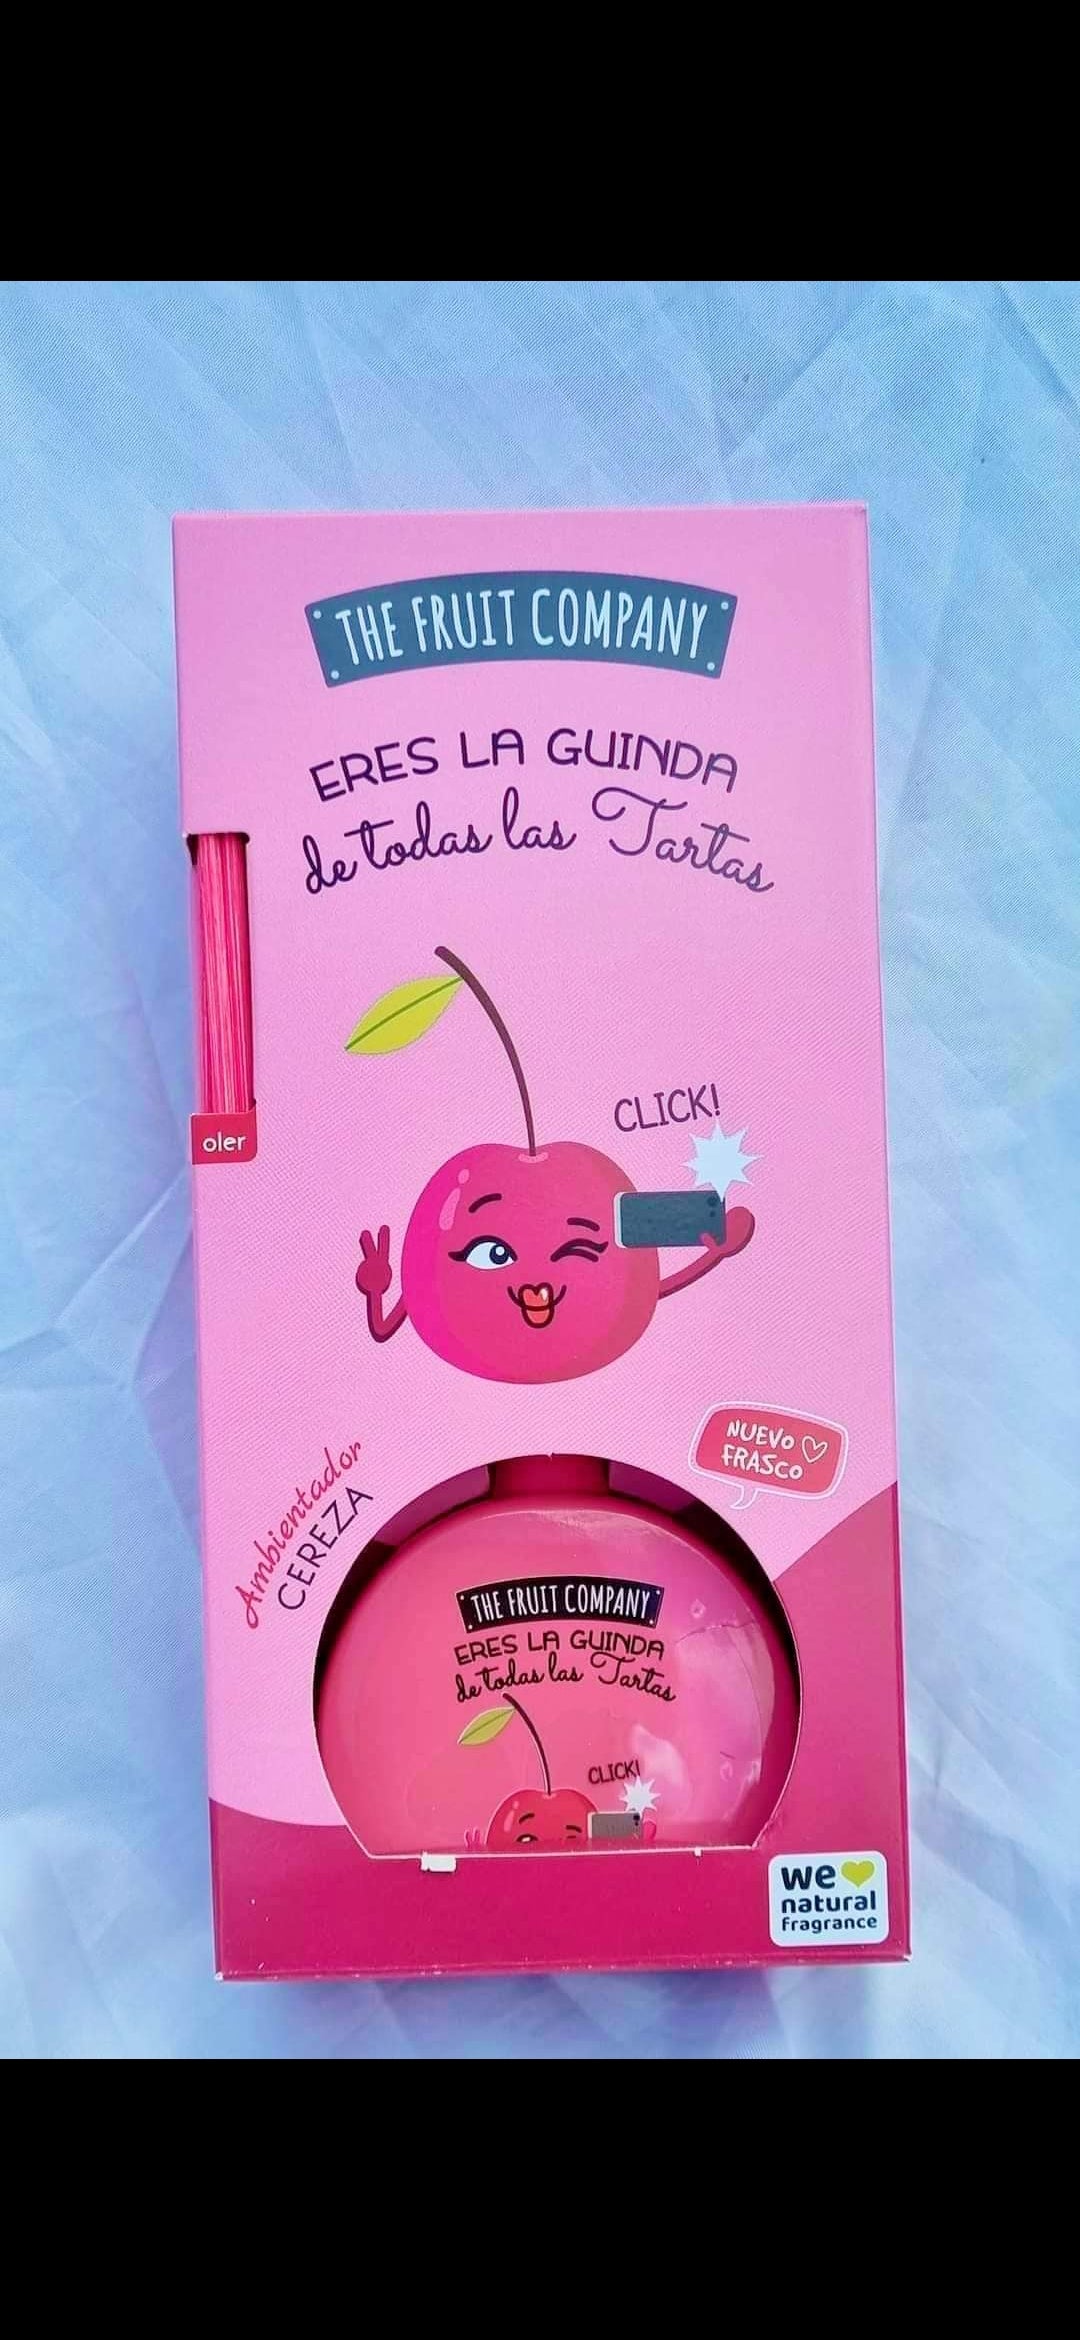 THE FRUIT COMPANY
ERES LA GUINDA
de todas las Tartas
CLICK!
oler
NUEVO
FRASCO
Ambientador
CEREZA
THE FRUIT COMPANY
ERES LA GUINDA
de todas las Tartas
CLICK!
we
natural
fragrance